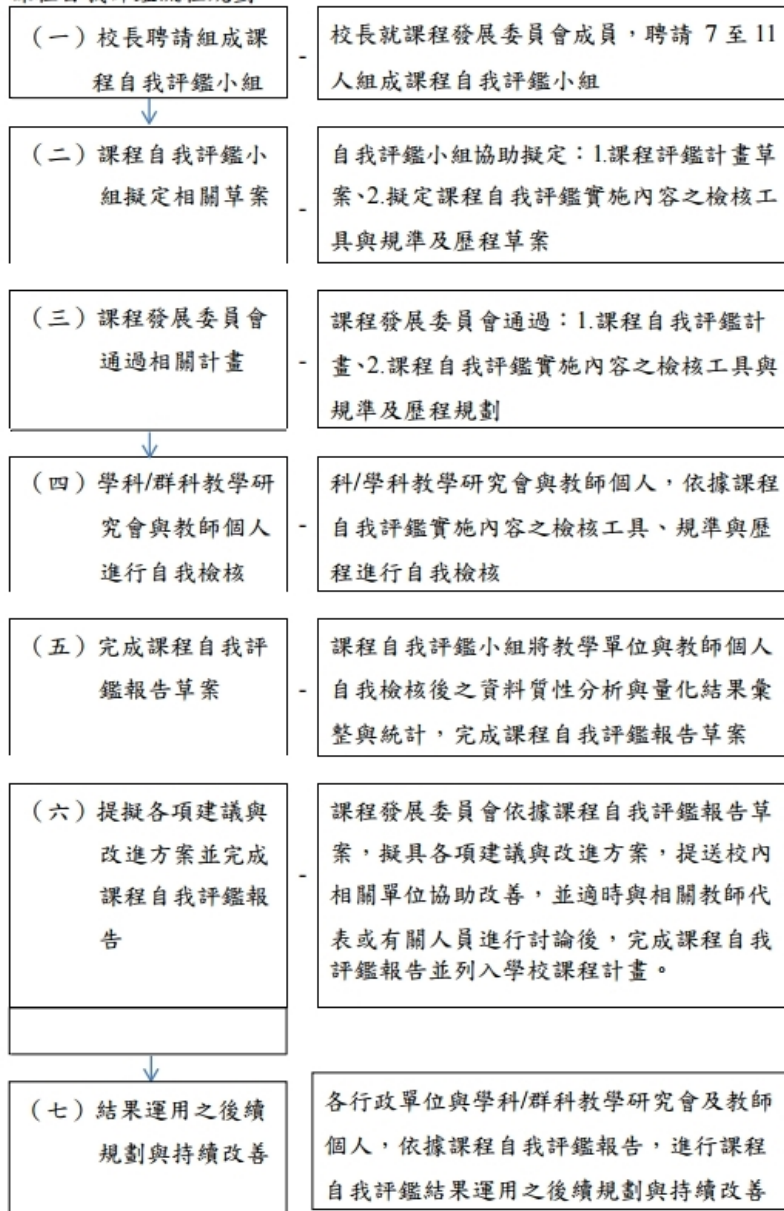 （一）校長聘請組成課
程自我評鑑小組
-
校長就課程發展委員會成員，聘請 7 至 11
人組成課程自我評鑑小組
（二）課程自我評鑑小
組擬定相關草案
-
自我評鑑小組協助擬定：1.課程評鑑計畫草
案、2.擬定課程自我評鑑實施內容之檢核工
具與規準及歷程草案
（三）課程發展委員會
通過相關計畫
-
課程發展委員會通過：1.課程自我評鑑計
畫、2.課程自我評鑑實施內容之檢核工具與
規準及歷程規劃
（四）學科/群科教學研
究會與教師個人
進行自我檢核
-
科/學科教學研究會與教師個人，依據課程
自我評鑑實施內容之檢核工具、規準與歷
程進行自我檢核
（五）完成課程自我評
鑑報告草案
-
課程自我評鑑小組將教學單位與教師個人
自我檢核後之資料質性分析與量化結果彙
整與統計，完成課程自我評鑑報告草案
（六）提擬各項建議與
改進方案並完成
課程自我評鑑報
告
-
課程發展委員會依據課程自我評鑑報告草
案，擬具各項建議與改進方案，提送校內
相關單位協助改善，並適時與相關教師代
表或有關人員進行討論後，完成課程自我
評鑑報告並列入學校課程計畫。
（七）結果運用之後續
規劃與持續改善
各行政單位與學科/群科教學研究會及教師
個人，依據課程自我評鑑報告，進行課程
自我評鑑結果運用之後續規劃與持續改善